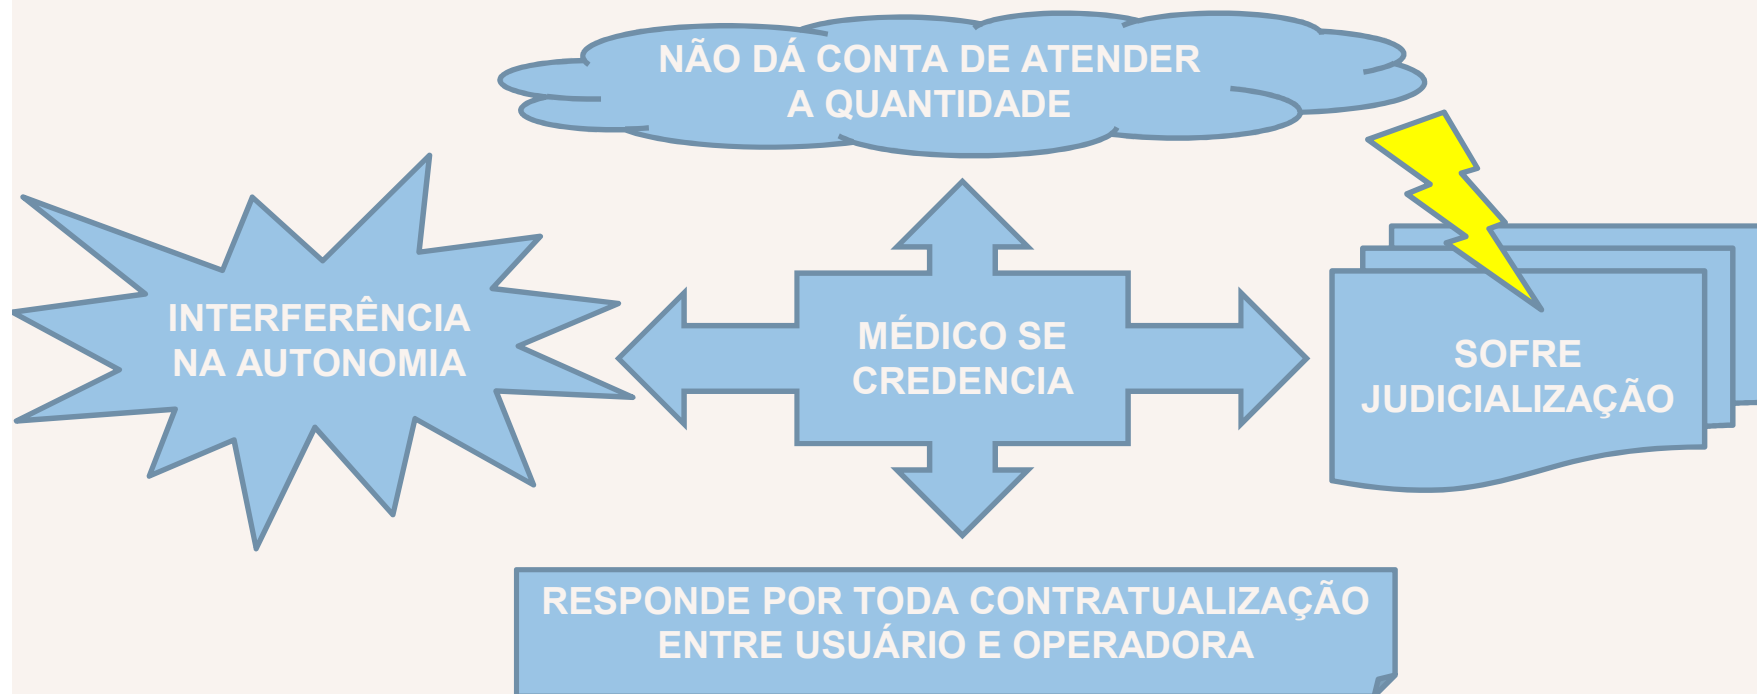 NÃO DÁ CONTA DE ATENDER
A QUANTIDADE
INTERFERÊNCIA
NA AUTONOMIA
MÉDICO SE
CREDENCIA
SOFRE
JUDICIALIZAÇÃO
RESPONDE POR TODA CONTRATUALIZAÇÃO
ENTRE USUÁRIO E OPERADORA